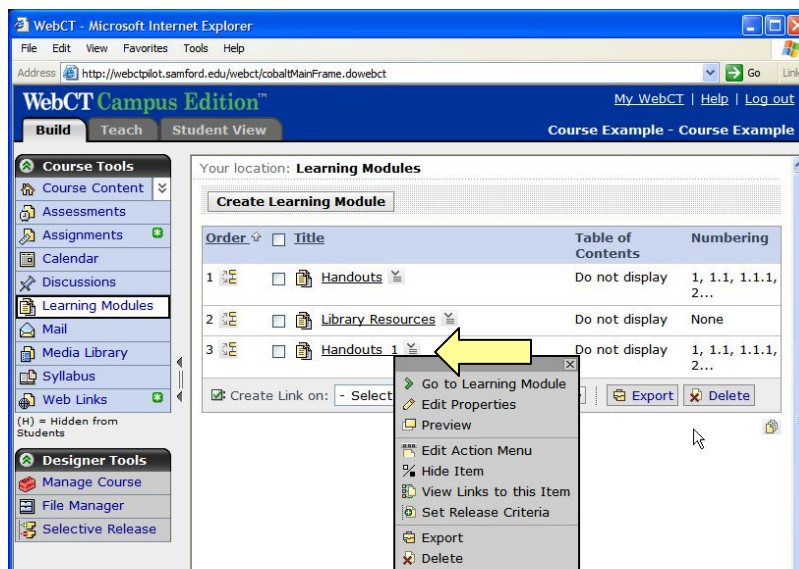 WebCT - Microsoft Internet Explorer
File Edit View Favorites Tools Help
Address http://webctpilot.samford.edu/webct/cobaltMainFrame.dowebct Go
WebCT Campus Edition™
My WebCT | Help | Log out
Build Teach Student View
Course Example - Course Example
Course Tools
Course Content
Assessments
Assignments
Calendar
Discussions
Learning Modules
Mail
Media Library
Syllabus
Web Links
(H) = Hidden from
Students
Designer Tools
Manage Course
File Manager
Selective Release
Your location: Learning Modules
Create Learning Module
Order Title Table of Contents Numbering
1 Handouts Do not display 1, 1.1, 1.1.1, 2...
2 Library Resources Do not display None
3 Handouts_1 Do not display 1, 1.1, 1.1.1, 2...
Create Link on: - Select Export Delete
Go to Learning Module
Edit Properties
Preview
Edit Action Menu
Hide Item
View Links to this Item
Set Release Criteria
Export
Delete